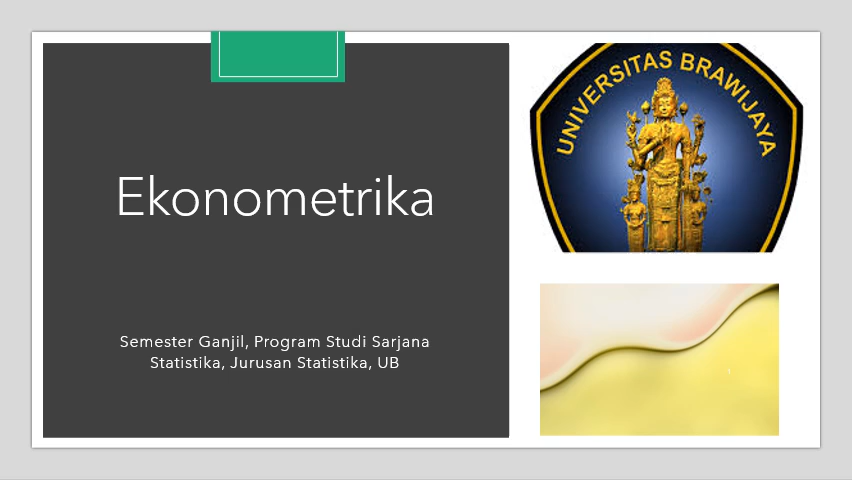 Ekonometrika
Semester Ganjil, Program Studi Sarjana
Statistika, Jurusan Statistika, UB
UNIVERSITAS BRAWIJAYA